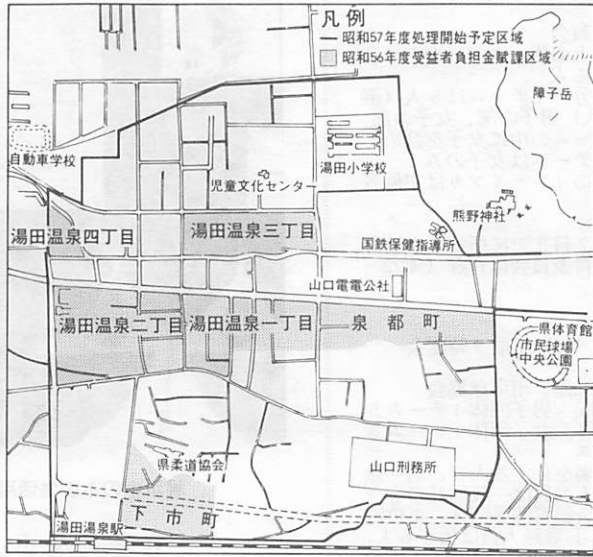 凡例
昭和57年度処理開始予定区域
昭和56年度受益者負担金賦課区域
障子岳
自動車学校
湯田小学校
児童文化センター
熊野神社
湯田温泉四丁目
湯田温泉三丁目
国鉄保健指導所
山口電電公社
湯田温泉二丁目
湯田温泉一丁目
泉都町
県体育館
市民球場
中央公園
県柔道協会
山口刑務所
下市町
湯田温泉駅